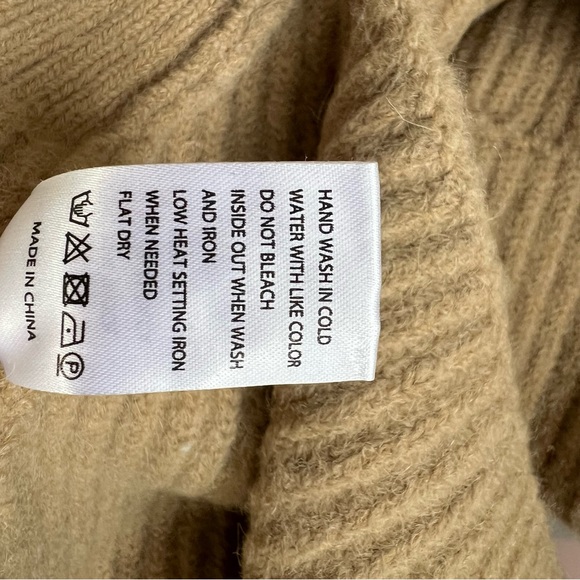 HAND WASH IN COLD
WATER WITH LIKE COLOR
DO NOT BLEACH
INSIDE OUT WHEN WASH
AND IRON
LOW HEAT SETTING IRON
WHEN NEEDED
FLAT DRY
P
MADE IN CHINA